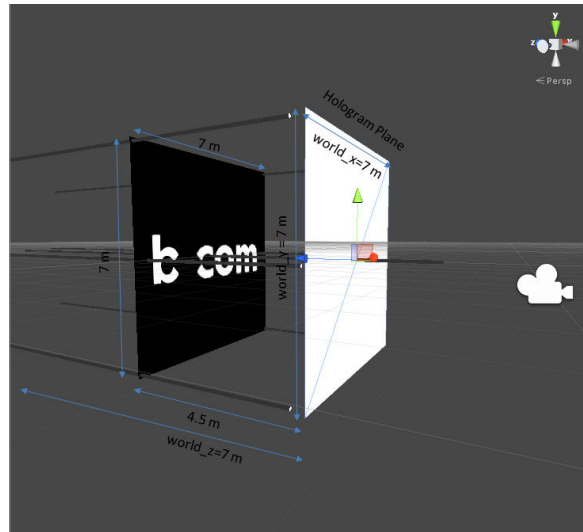 y
z
x
< Persp
Hologram Plane
world_x=7 m
7 m
world_y = 7 m
7 m
b com
4.5 m
world_z=7 m